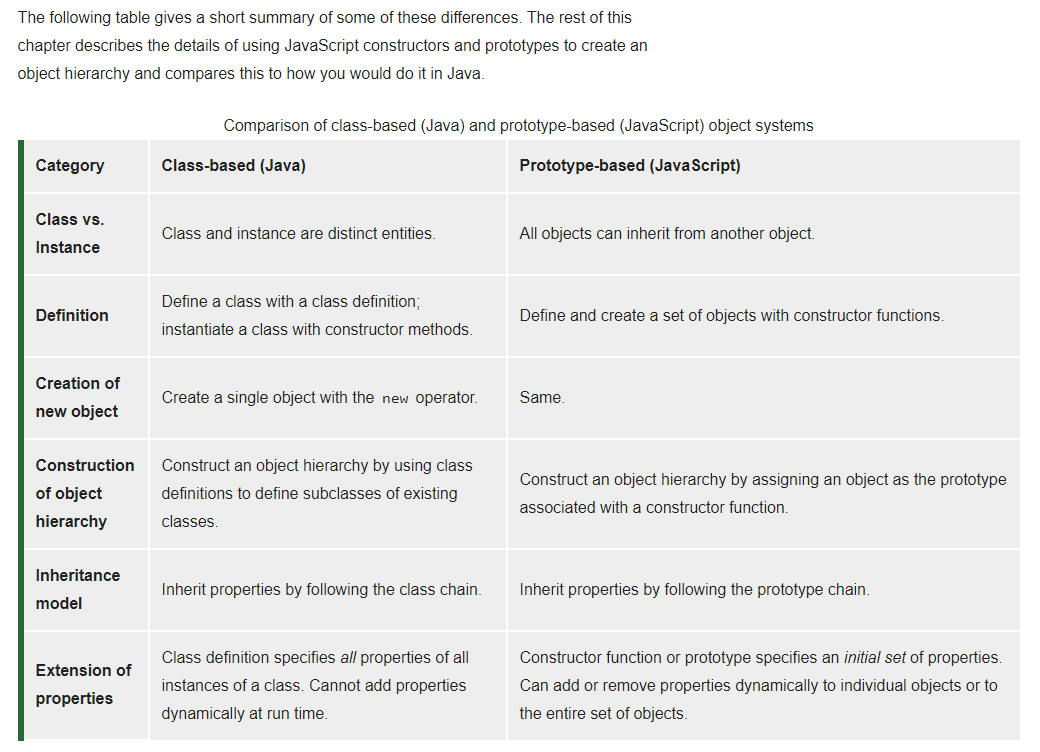 The following table gives a short summary of some of these differences. The rest of this
chapter describes the details of using JavaScript constructors and prototypes to create an
object hierarchy and compares this to how you would do it in Java.
Comparison of class-based (Java) and prototype-based (JavaScript) object systems
Category
Class-based (Java)
Prototype-based (JavaScript)
Class vs.
Instance
Class and instance are distinct entities.
All objects can inherit from another object.
Definition
Define a class with a class definition;
instantiate a class with constructor methods.
Define and create a set of objects with constructor functions.
Creation of
new object
Create a single object with the new operator.
Same.
Construction
of object
hierarchy
Construct an object hierarchy by using class
definitions to define subclasses of existing
classes.
Construct an object hierarchy by assigning an object as the prototype
associated with a constructor function.
Inheritance
model
Inherit properties by following the class chain.
Inherit properties by following the prototype chain.
Extension of
properties
Class definition specifies all properties of all
instances of a class. Cannot add properties
dynamically at run time.
Constructor function or prototype specifies an initial set of properties.
Can add or remove properties dynamically to individual objects or to
the entire set of objects.